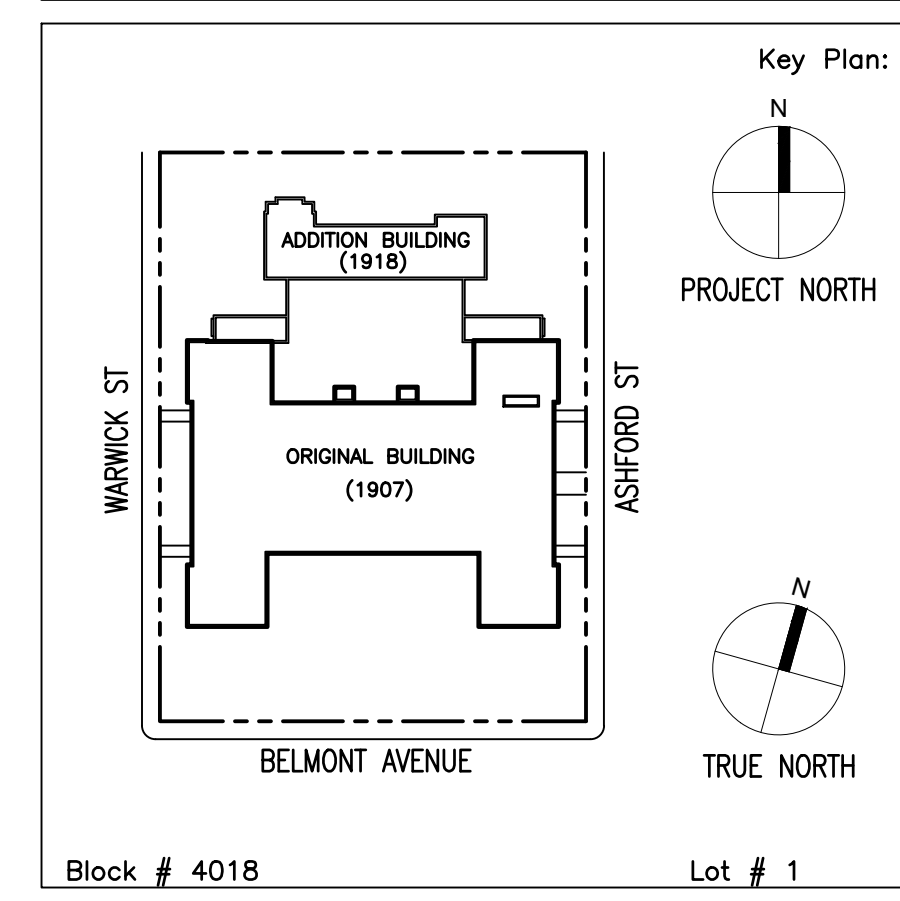 Key Plan:
N
PROJECT NORTH
ADDITION BUILDING
(1918)
WARWICK ST
ASHFORD ST
ORIGINAL BUILDING
(1907)
N
TRUE NORTH
BELMONT AVENUE
Block # 4018
Lot # 1